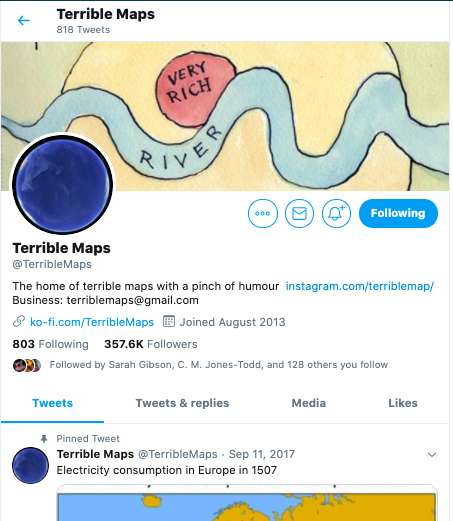 Terrible Maps
818 Tweets
VERY
RICH
RIVER
Following
Terrible Maps
@TerribleMaps
The home of terrible maps with a pinch of humour instagram.com/terriblemap/
Business: terriblemaps@gmail.com
ko-fi.com/TerribleMaps Joined August 2013
803 Following 357.6K Followers
Followed by Sarah Gibson, C. M. Jones-Todd, and 128 others you follow
Tweets Tweets & replies Media Likes
Pinned Tweet
Terrible Maps @TerribleMaps · Sep 11, 2017
Electricity consumption in Europe in 1507